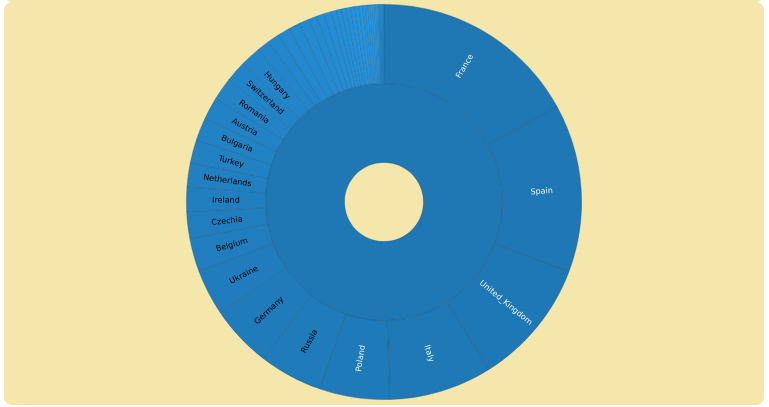 France
Spain
United_Kingdom
Italy
Poland
Russia
Germany
Ukraine
Belgium
Czechia
Ireland
Netherlands
Turkey
Bulgaria
Austria
Romania
Switzerland
Hungary